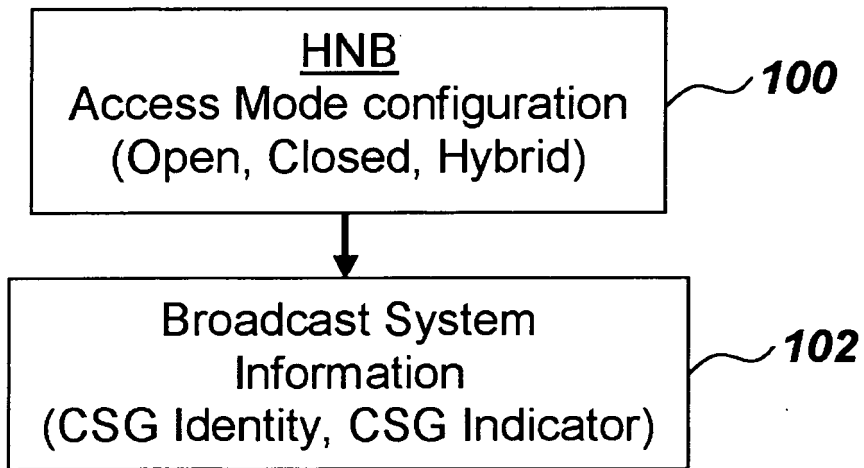 HNB
Access Mode configuration
(Open, Closed, Hybrid)
100
Broadcast System
Information
(CSG Identity, CSG Indicator)
102